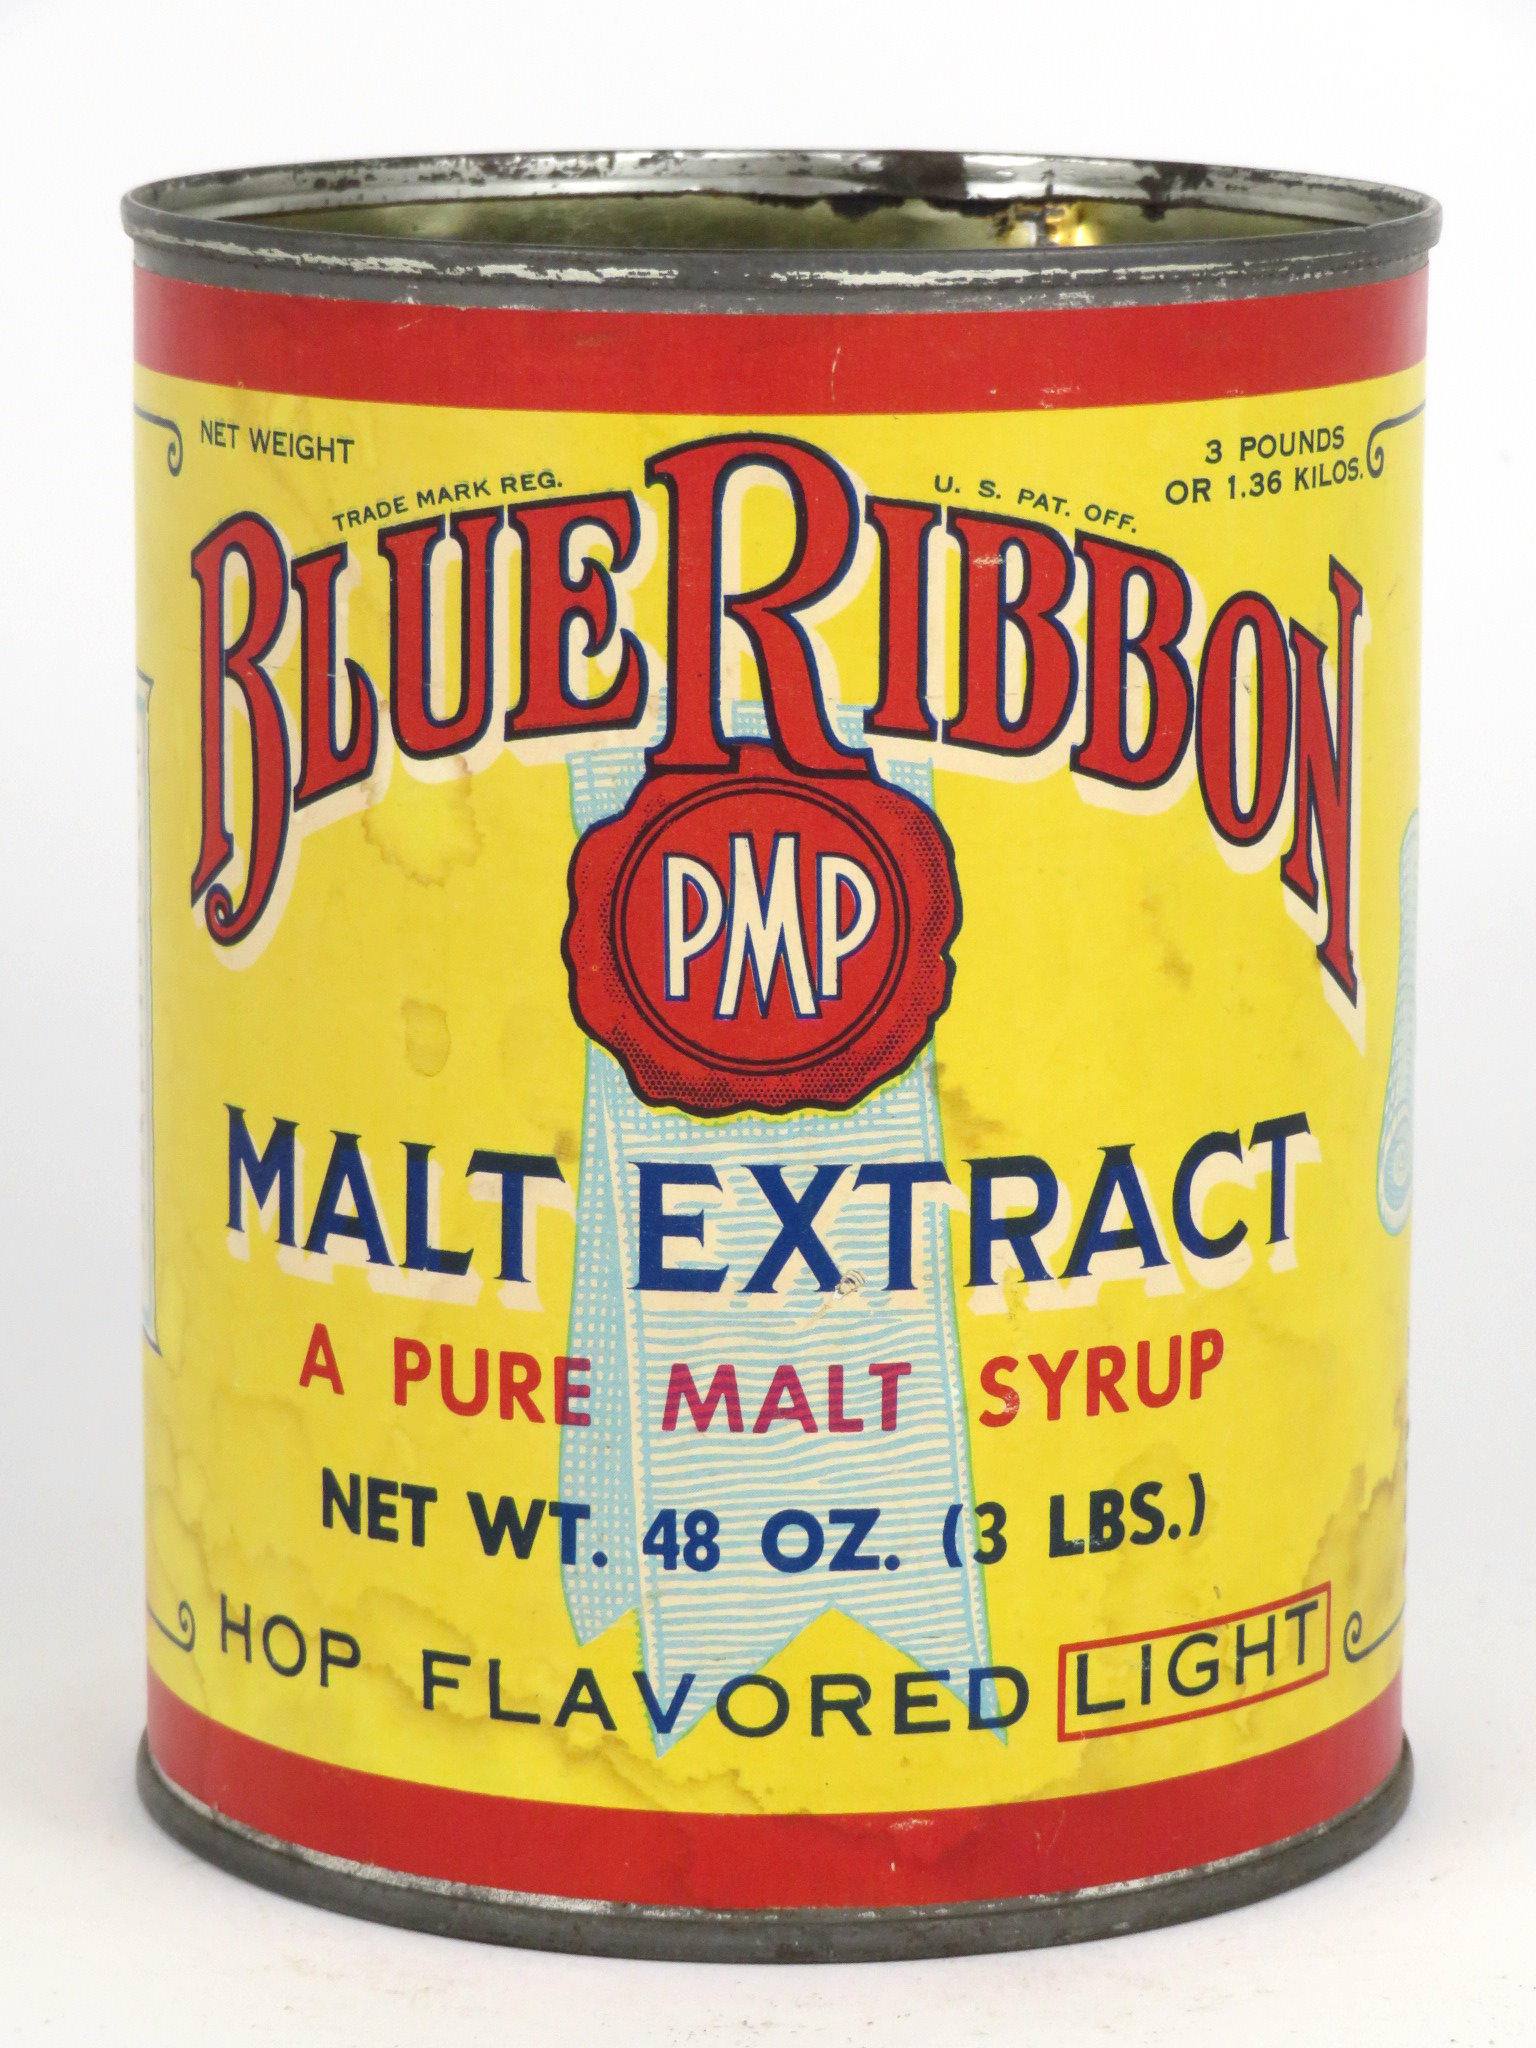 NET WEIGHT
3 POUNDS
OR 1.36 KILOS.
TRADE MARK REG.
U. S. PAT. OFF.
BLUE RIBBON
PMP
MALT EXTRACT
A PURE MALT SYRUP
NET WT. 48 OZ. (3 LBS.)
HOP FLAVORED LIGHT